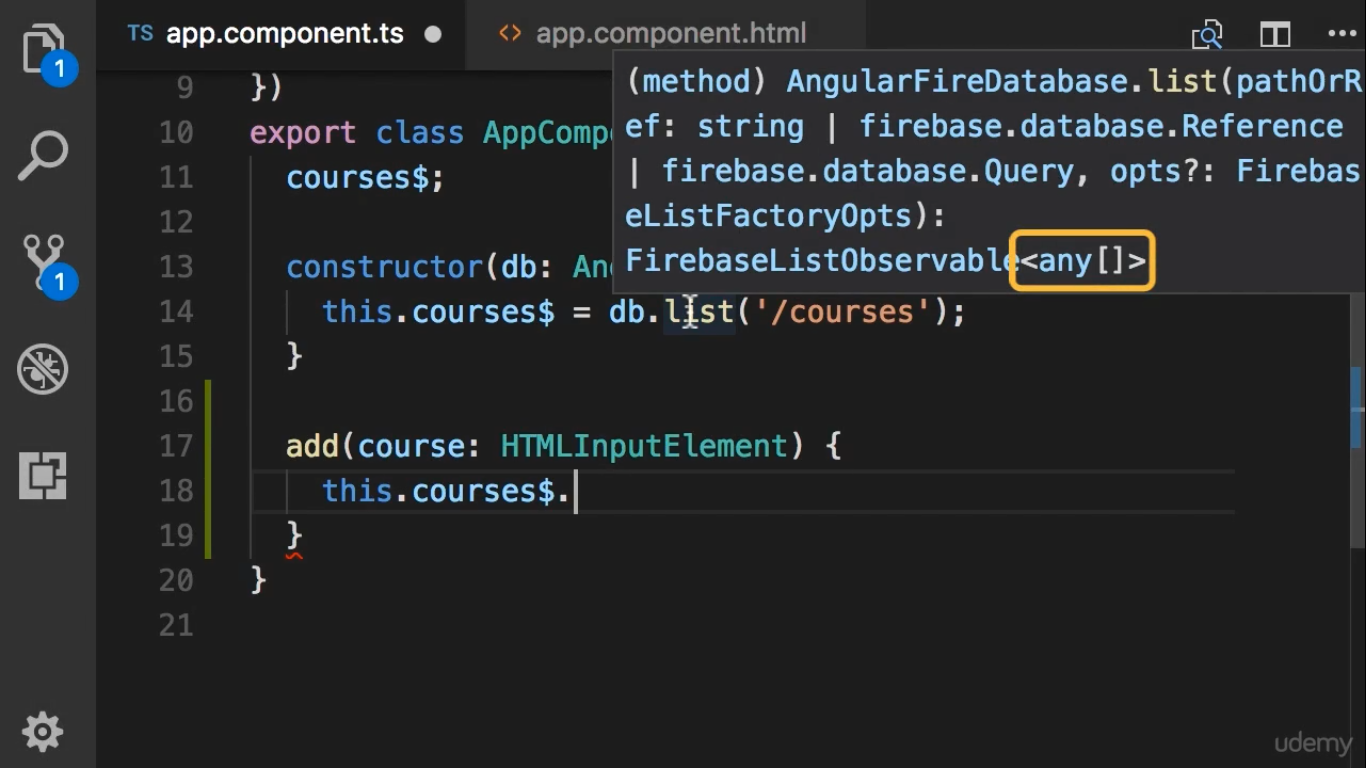 TS app.component.ts ● <> app.component.html
1
(method) AngularFireDatabase.list(pathOrR
ef: string | firebase.database.Reference
| firebase.database.Query, opts?: Firebas
eListFactoryOpts):
FirebaseListObservable<any[]>
9 })
10 export class AppCompo
11 courses$;
12
13 constructor(db: An
14 this.courses$ = db.list('/courses');
15 }
16
17 add(course: HTMLInputElement) {
18 this.courses$.
19 }
20 }
21
1
udemy